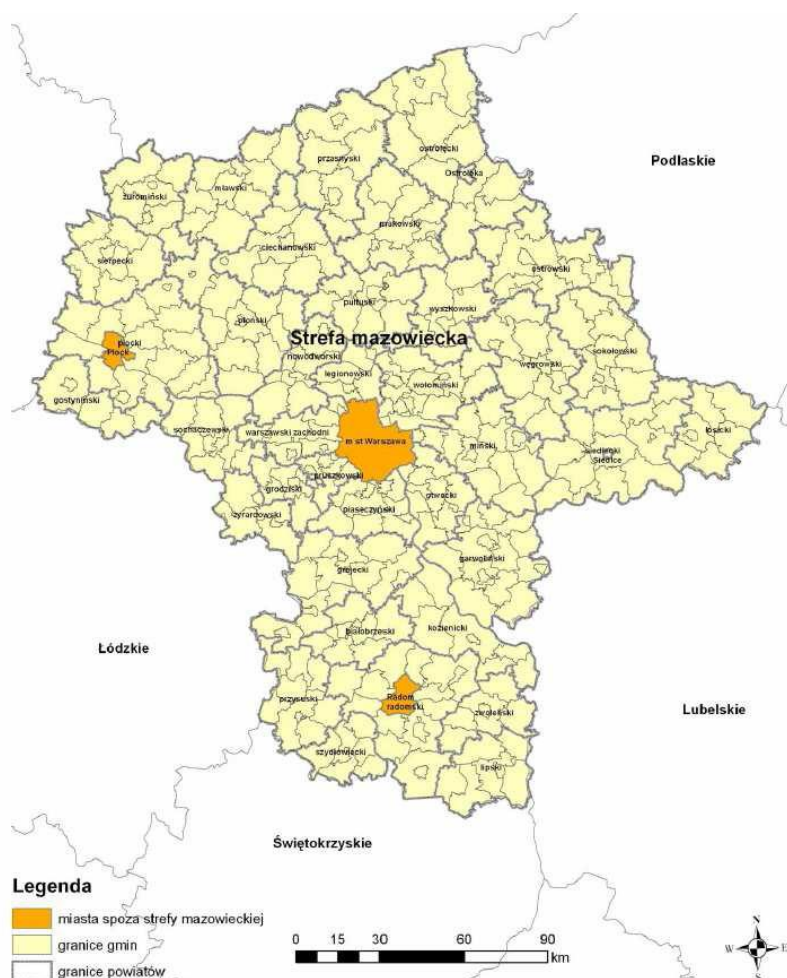 Podlaskie
ostrołęcki
przasnyski
Ostrołęka
mławski
żuromiński
makowski
ciechanowski
sierpecki
ostrowski
pułtuski
wyszkowski
płoński
Strefa mazowiecka
płocki
Płock
nowodworski
sokołowski
węgrowski
legionowski
wołomiński
gostyniński
sochaczewski
warszawski zachodni
m st Warszawa
miński
łosicki
siedlecki
Siedlce
pruszkowski
grodziski
otwocki
piaseczyński
żyrardowski
garwoliński
grójecki
białobrzeski
kozienicki
Łódzkie
Radom
radomski
przysuski
zwoleński
Lubelskie
szydłowiecki
lipski
Świętokrzyskie
Legenda
miasta spoza strefy mazowieckiej
granice gmin
granice powiatów
0 15 30 60 90
km
N
W E
S